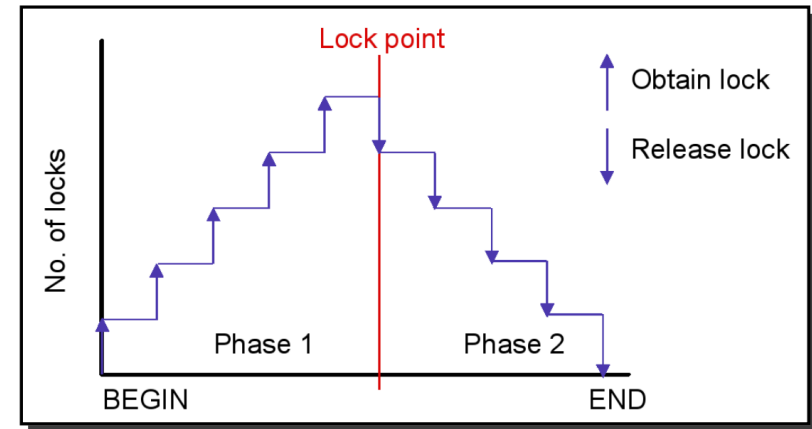 Lock point
Obtain lock
Release lock
No. of locks
Phase 1
Phase 2
BEGIN
END